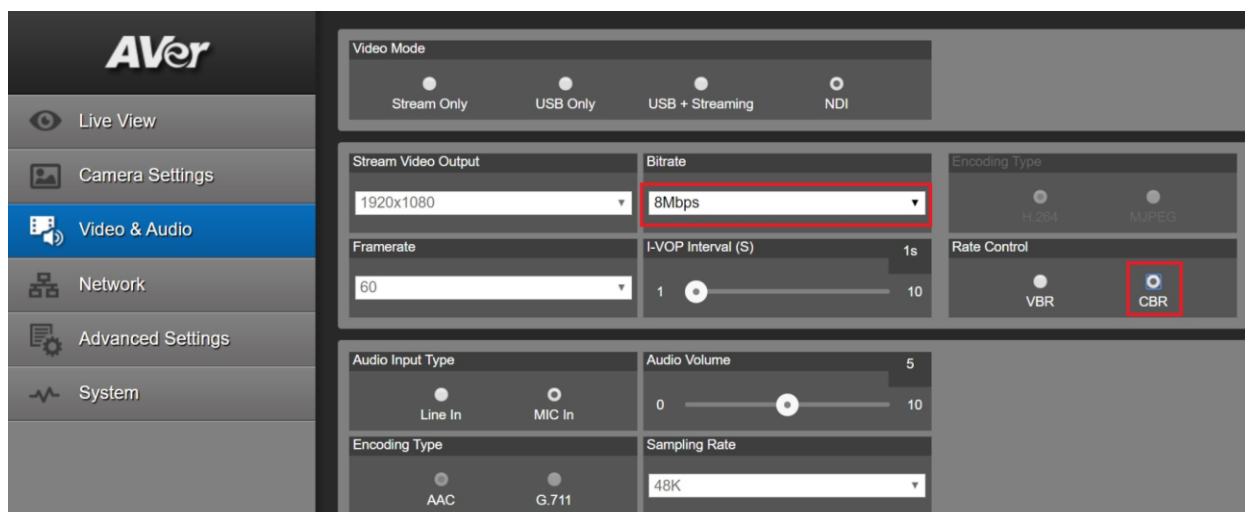 AVer
Live View
Camera Settings
Video & Audio
Network
Advanced Settings
System
Video Mode
Stream Only USB Only USB + Streaming NDI
Stream Video Output Bitrate Encoding Type
1920x1080 8Mbps H.264 MJPEG
Framerate I-VOP Interval (S) 1s Rate Control
60 1 10 VBR CBR
Audio Input Type Audio Volume 5
Line In MIC In 0 10
Encoding Type Sampling Rate
AAC G.711 48K